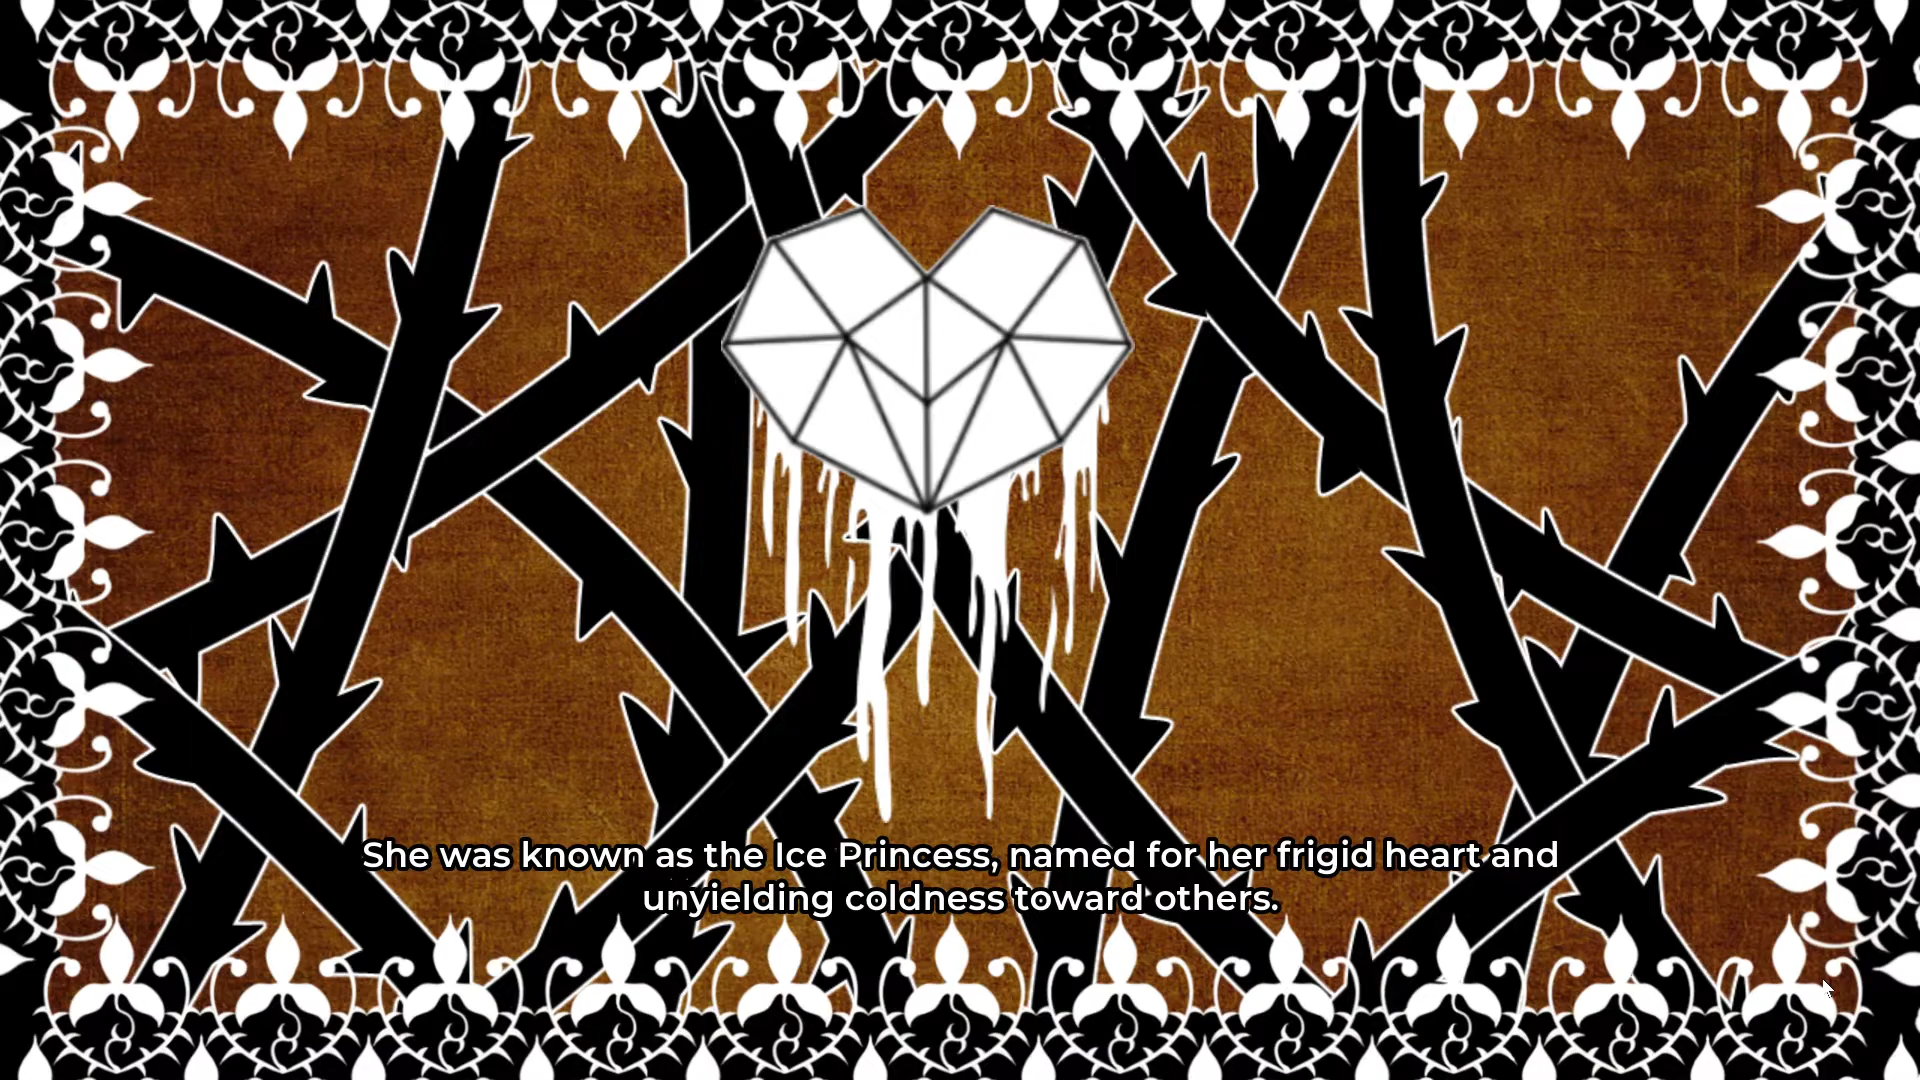 She was known as the Ice Princess, named for her frigid heart and
unyielding coldness toward others.